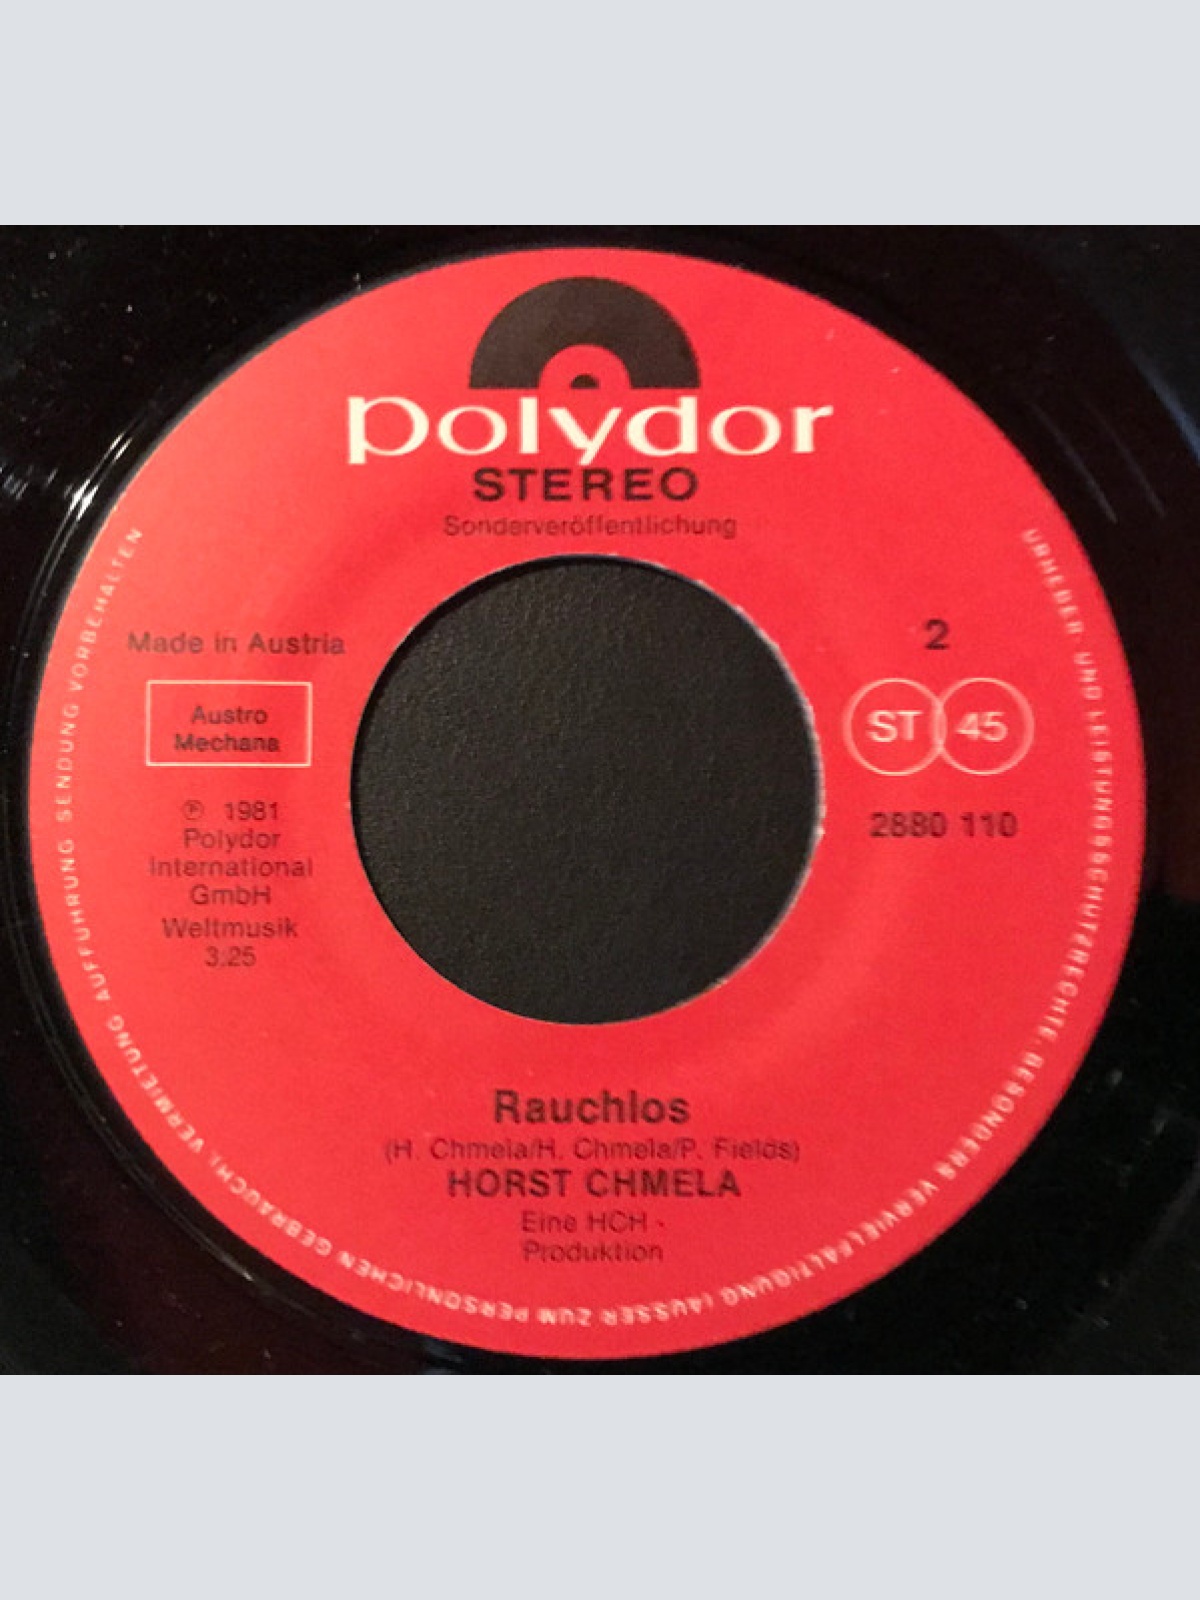 polydor
STEREO
Sonderveröffentlichung
Made in Austria
Austro
Mechana
℗ 1981
Polydor
International
GmbH
Weltmusik
3:25
2
ST 45
2880 110
Rauchlos
(H. Chmela/H. Chmela/P. Fields)
HORST CHMELA
Eine HCH -
Produktion
URHEBER- UND LEISTUNGSSCHUTZRECHTE, BESONDERS VERVIELFÄLTIGUNG (AUSSER ZUM PERSÖNLICHEN GEBRAUCH), VERMIETUNG, AUFFÜHRUNG, SENDUNG VORBEHALTEN